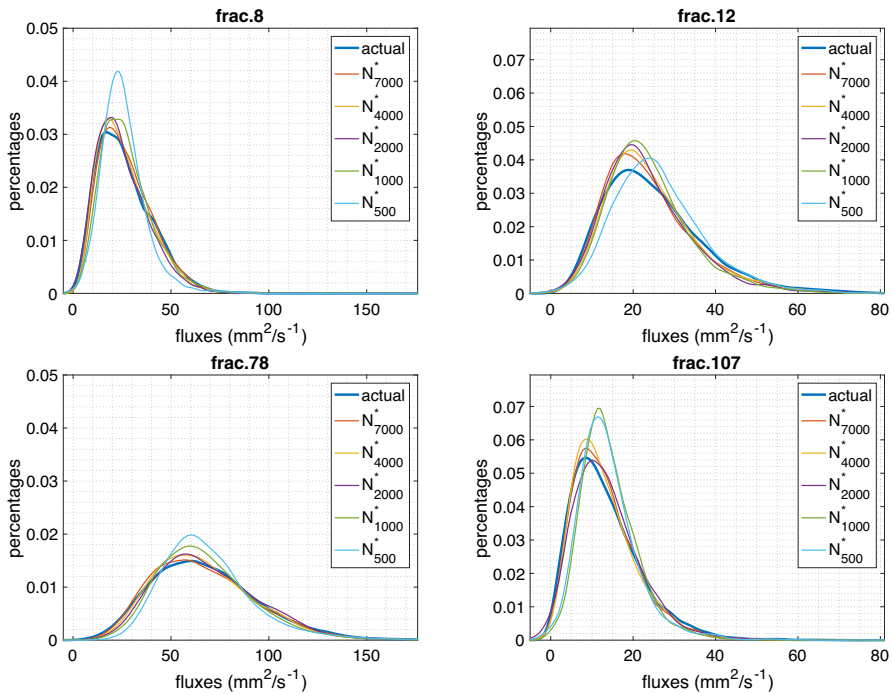 frac.8
0.05
0.04
0.03
0.02
0.01
0
percentages
0
50
100
150
fluxes (mm²/s⁻¹)
actual
N*7000
N*4000
N*2000
N*1000
N*500
frac.12
0.07
0.06
0.05
0.04
0.03
0.02
0.01
0
percentages
0
20
40
60
80
fluxes (mm²/s⁻¹)
actual
N*7000
N*4000
N*2000
N*1000
N*500
frac.78
0.05
0.04
0.03
0.02
0.01
0
percentages
0
50
100
150
fluxes (mm²/s⁻¹)
actual
N*7000
N*4000
N*2000
N*1000
N*500
frac.107
0.07
0.06
0.05
0.04
0.03
0.02
0.01
0
percentages
0
20
40
60
80
fluxes (mm²/s⁻¹)
actual
N*7000
N*4000
N*2000
N*1000
N*500